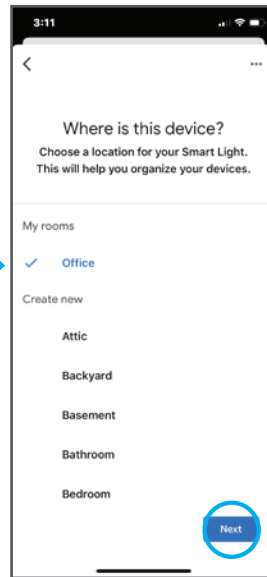 3:11
Where is this device?
Choose a location for your Smart Light.
This will help you organize your devices.
My rooms
Office
Create new
Attic
Backyard
Basement
Bathroom
Bedroom
Next